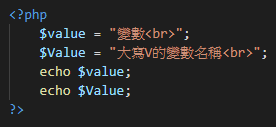 <?php
$value = "變數<br>";
$Value = "大寫V的變數名稱<br>";
echo $value;
echo $Value;
?>